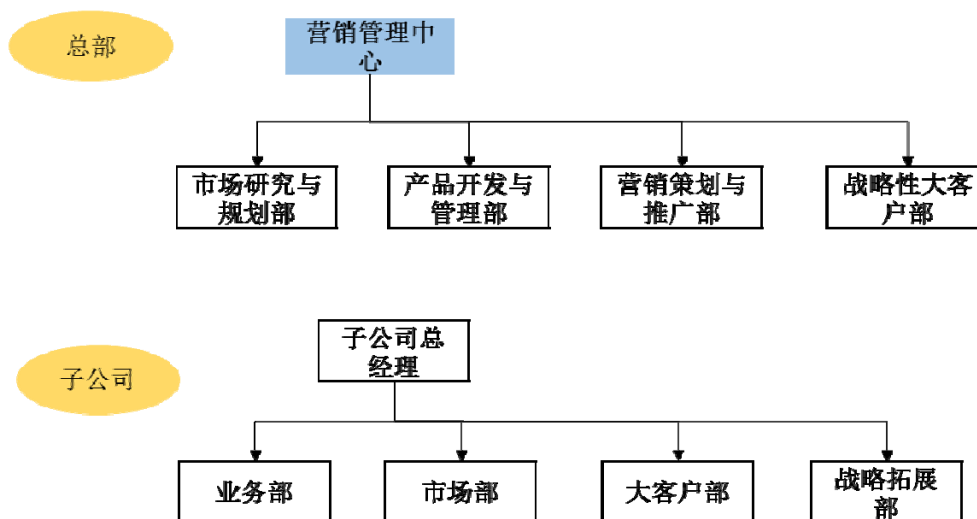 总部
营销管理中
心
市场研究与
规划部
产品开发与
管理部
营销策划与
推广部
战略性大客
户部
子公司总
经理
子公司
业务部
市场部
大客户部
战略拓展
部